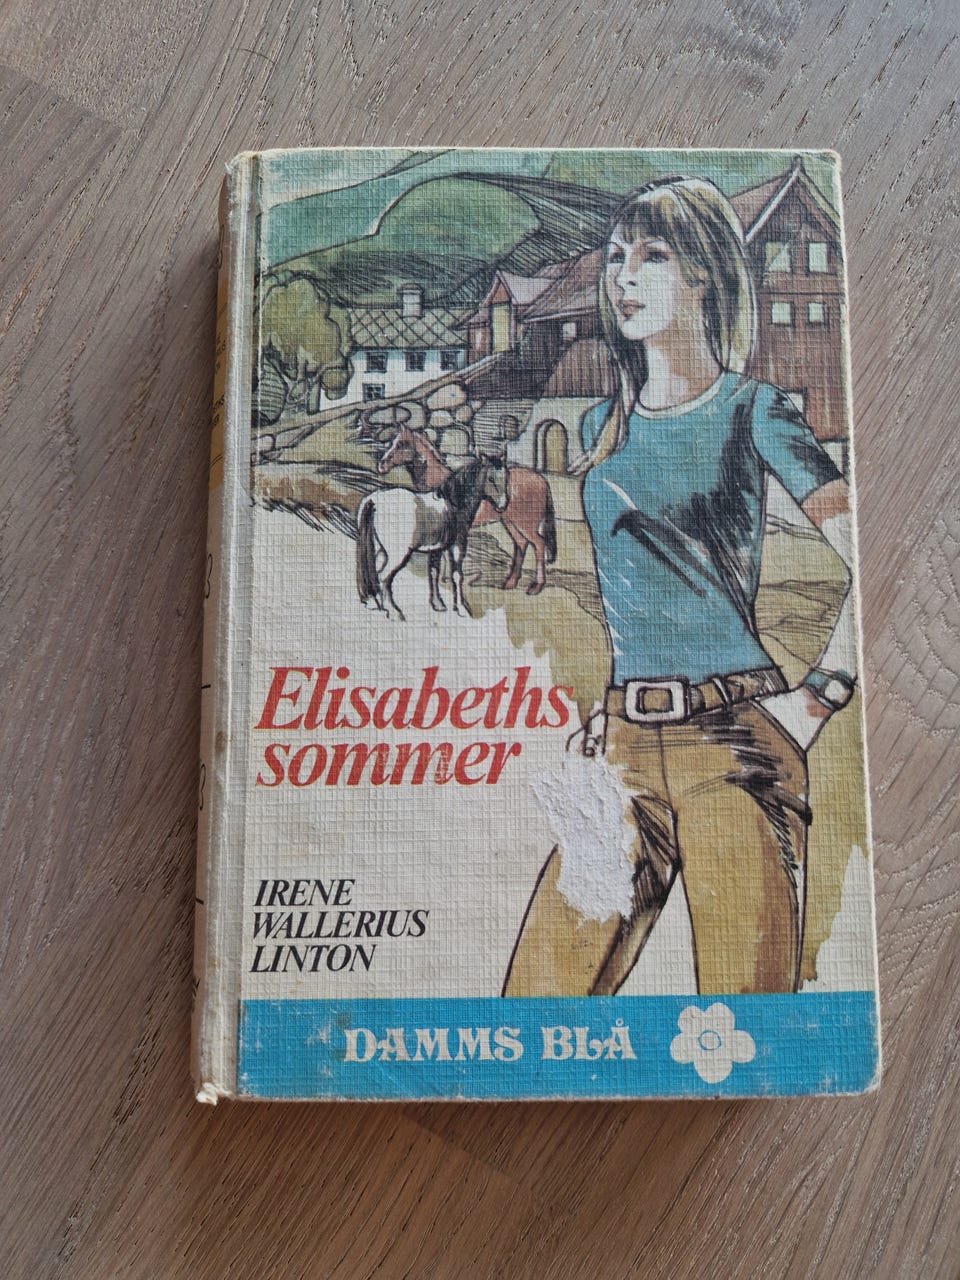 Elisabeths
sommer
IRENE
WALLERIUS
LINTON
DAMMS BLÅ